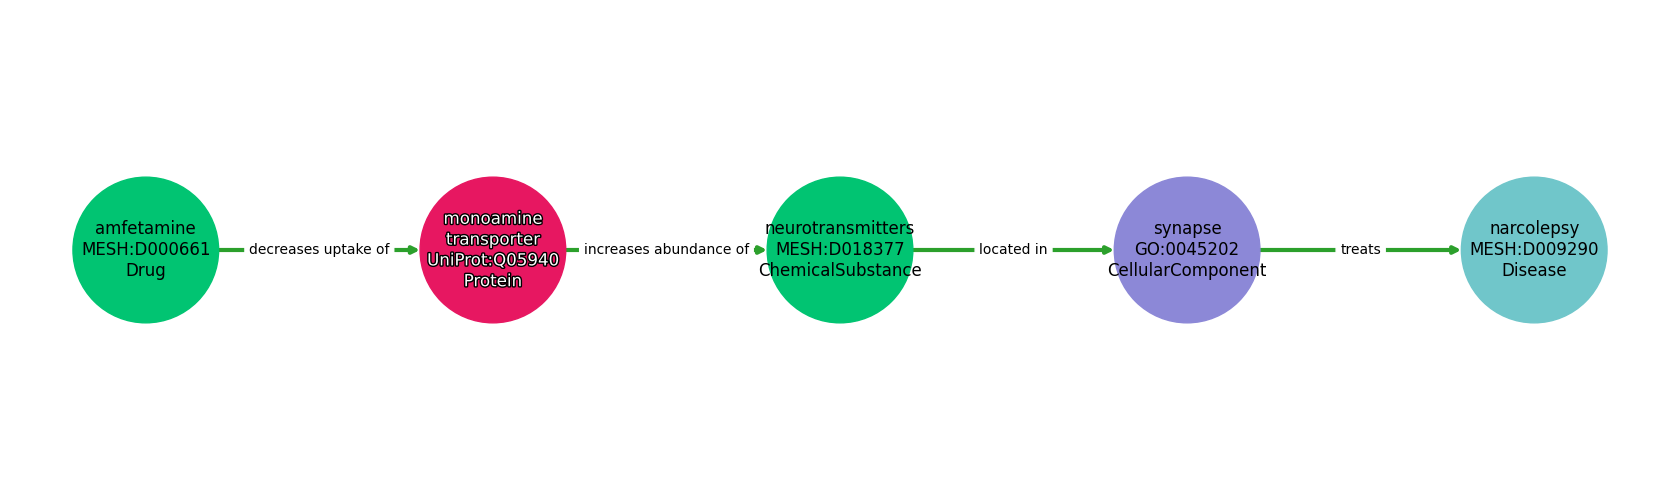 amfetamine
MESH:D000661
Drug
decreases uptake of
monoamine
transporter
UniProt:Q05940
Protein
increases abundance of
neurotransmitters
MESH:D018377
ChemicalSubstance
located in
synapse
GO:0045202
CellularComponent
treats
narcolepsy
MESH:D009290
Disease